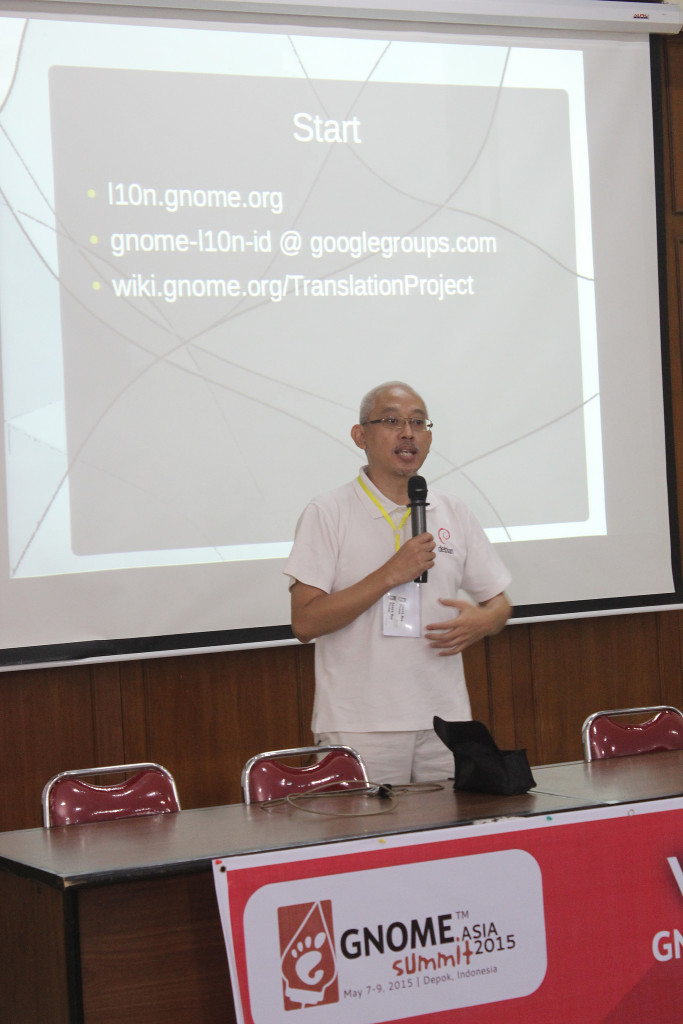 Start
l10n.gnome.org
gnome-l10n-id @ googlegroups.com
wiki.gnome.org/TranslationProject
debian
GNOME™
.ASIA
summit 2015
May 7-9, 2015 | Depok, Indonesia